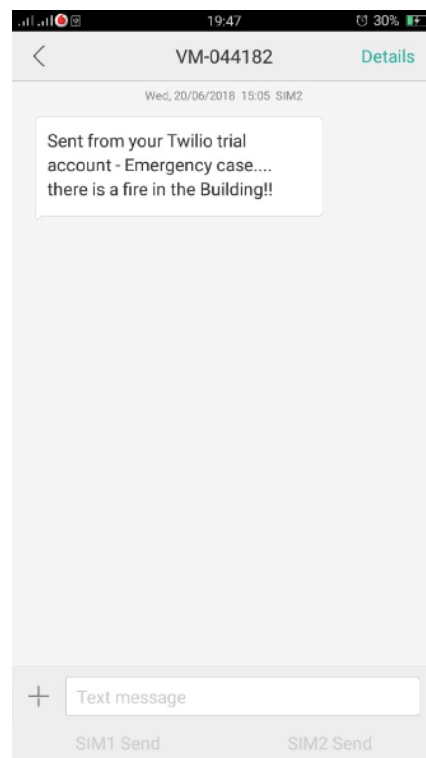 19:47
30%
VM-044182
Details
Wed, 20/06/2018 15:05 SIM2
Sent from your Twilio trial
account - Emergency case....
there is a fire in the Building!!
Text message
SIM1 Send
SIM2 Send